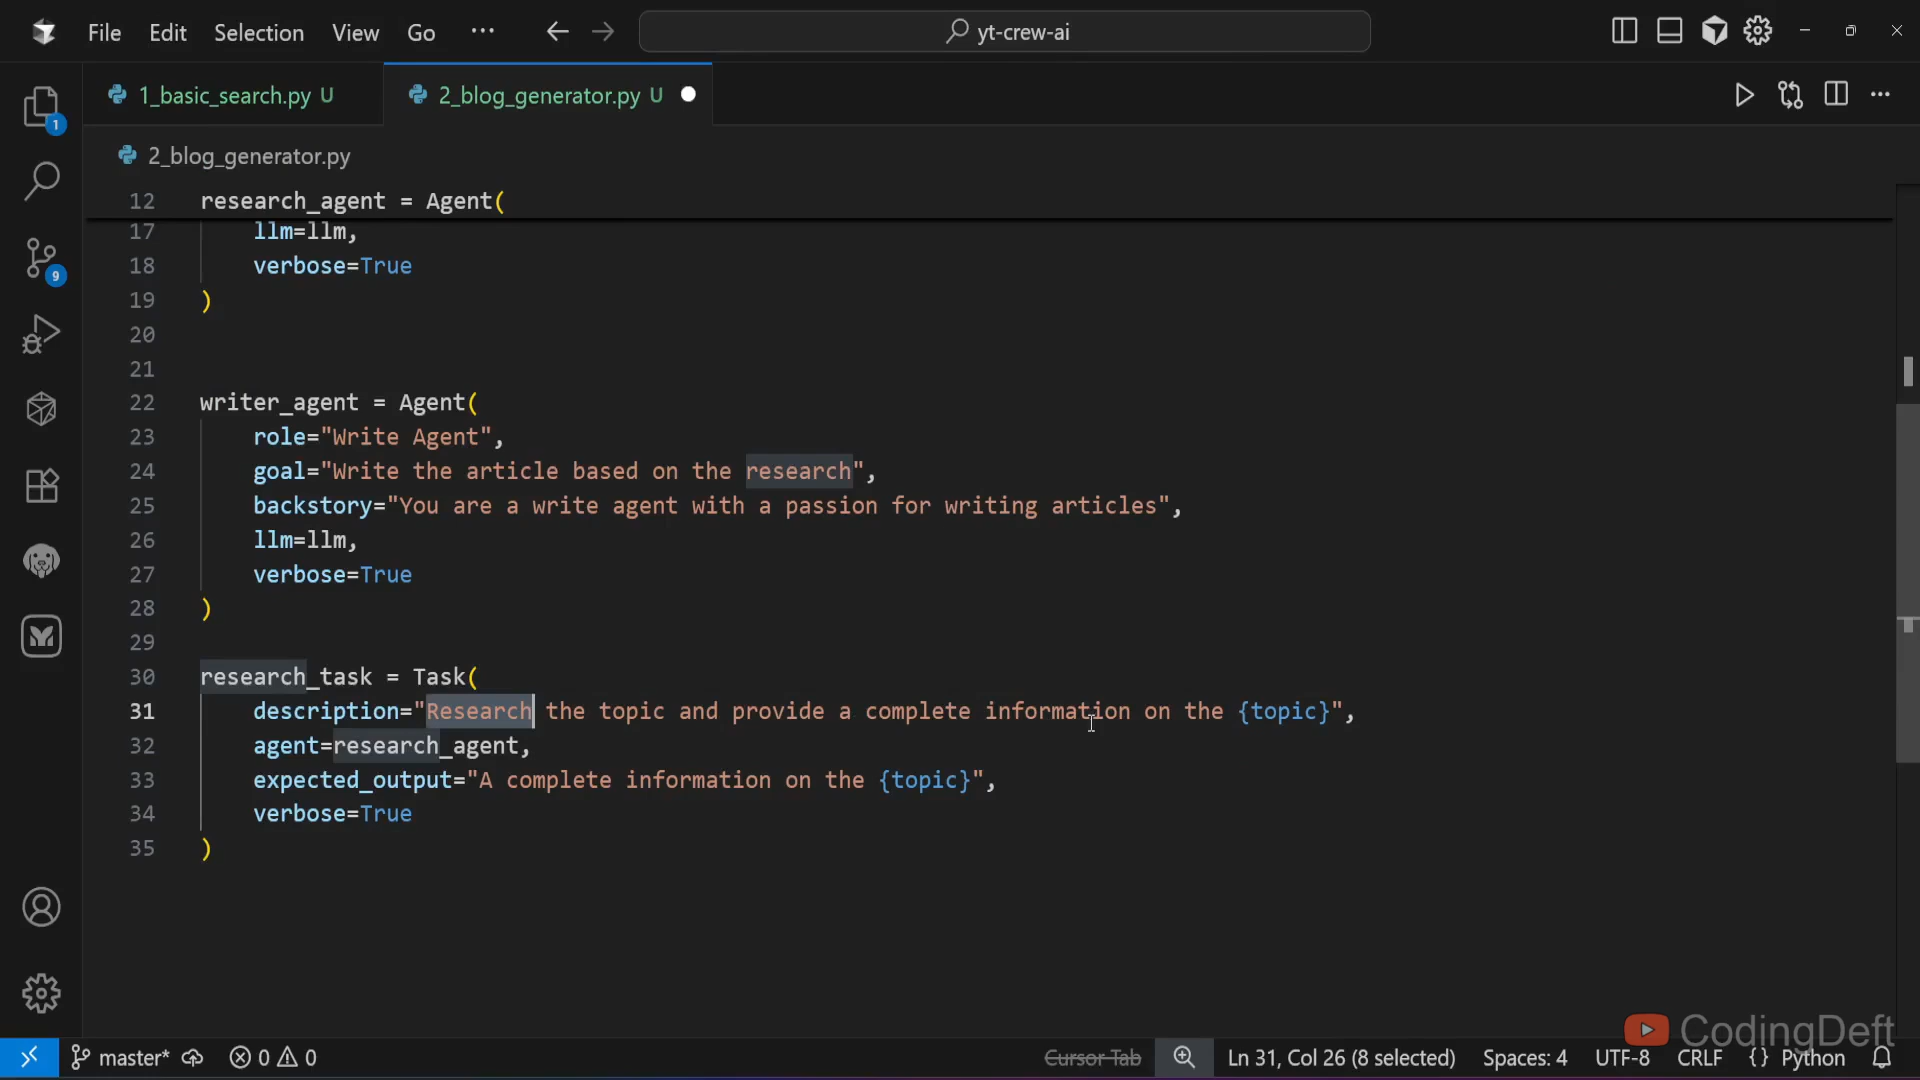 File Edit Selection View Go ··· yt-crew-ai
1_basic_search.py U 2_blog_generator.py U
2_blog_generator.py
12 research_agent = Agent(
17 llm=llm,
18 verbose=True
19 )
20
21
22 writer_agent = Agent(
23 role="Write Agent",
24 goal="Write the article based on the research",
25 backstory="You are a write agent with a passion for writing articles",
26 llm=llm,
27 verbose=True
28 )
29
30 research_task = Task(
31 description="Research the topic and provide a complete information on the {topic}",
32 agent=research_agent,
33 expected_output="A complete information on the {topic}",
34 verbose=True
35 )
1
9
CodingDeft
master* 0 0 Cursor Tab Ln 31, Col 26 (8 selected) Spaces: 4 UTF-8 CRLF {} Python